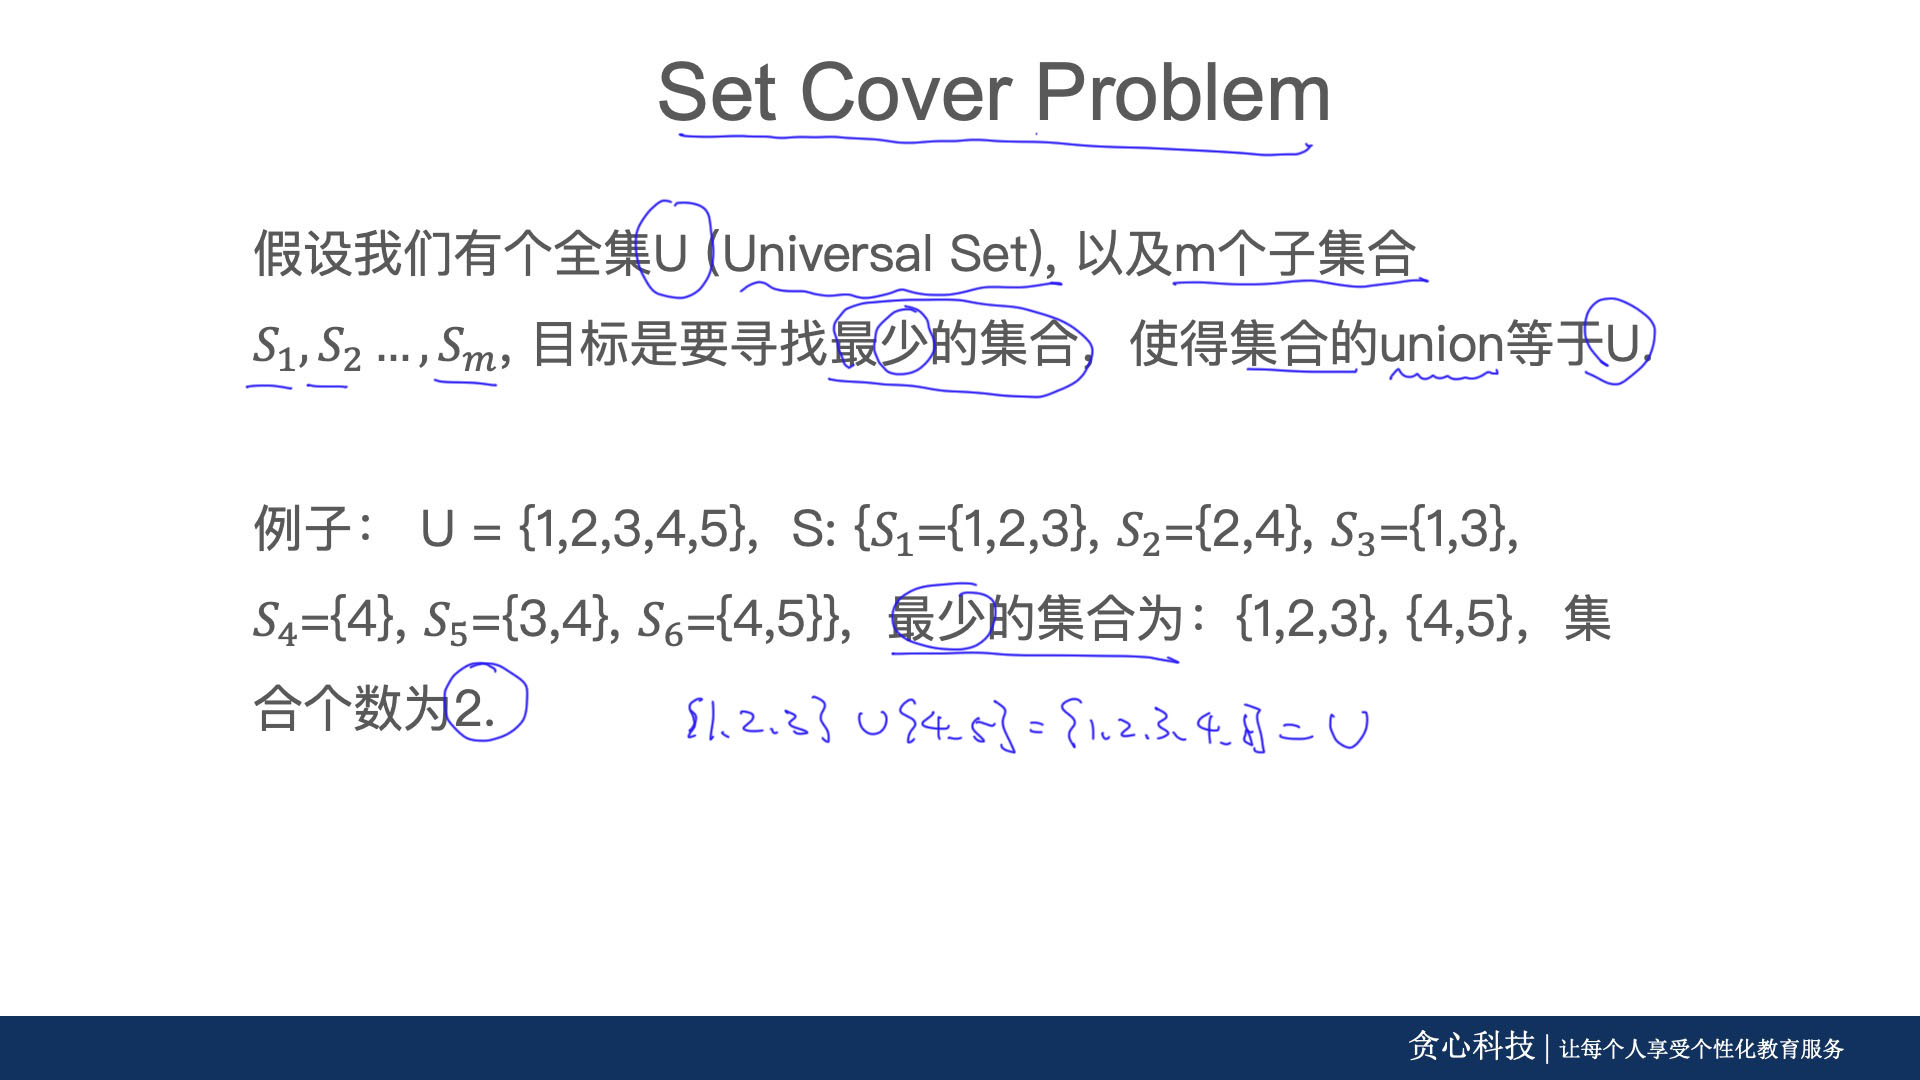 Set Cover Problem
假设我们有个全集U (Universal Set), 以及m个子集合
S₁, S₂ …, Sₘ, 目标是要寻找最少的集合, 使得集合的union等于U.
例子: U = {1,2,3,4,5}, S: {S₁={1,2,3}, S₂={2,4}, S₃={1,3},
S₄={4}, S₅={3,4}, S₆={4,5}}, 最少的集合为: {1,2,3}, {4,5}, 集
合个数为2.
{1.2.3} ∪ {4.5} = {1.2.3.4.5} = U
贪心科技 | 让每个人享受个性化教育服务